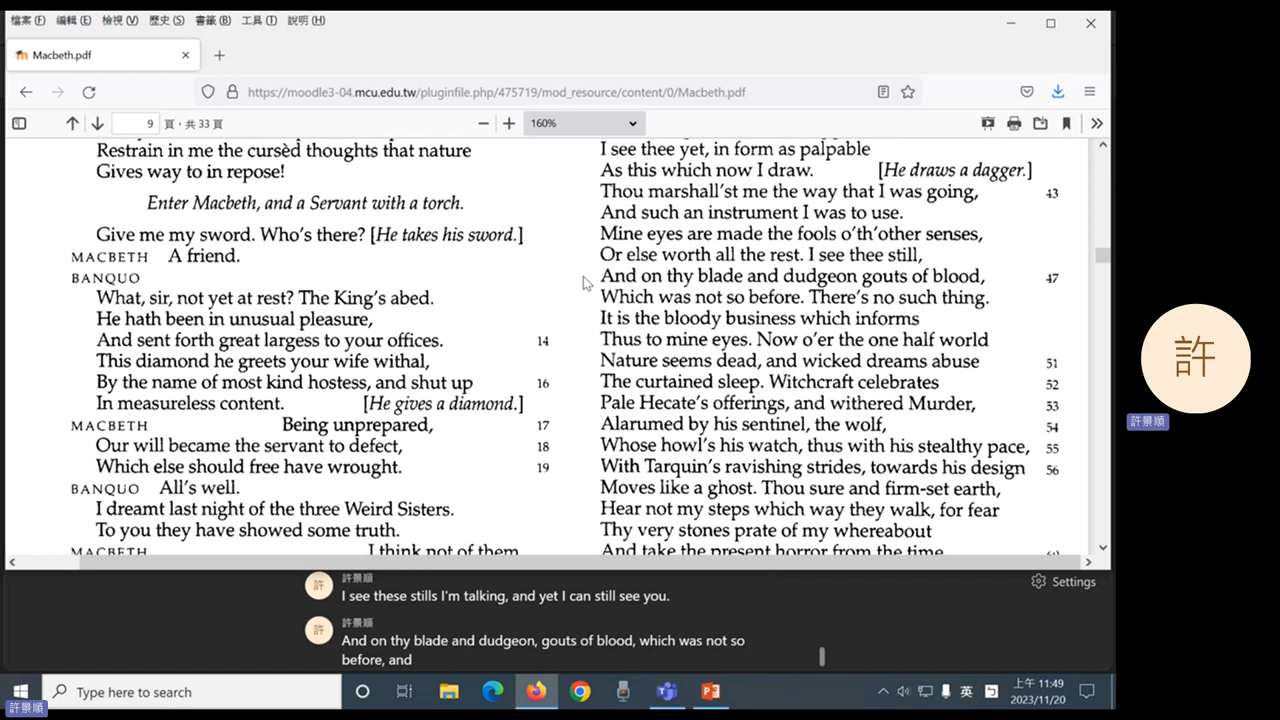 檔案(F) 編輯(E) 檢視(V) 歷史(S) 書籤(B) 工具(T) 說明(H)
Macbeth.pdf
https://moodle3-04.mcu.edu.tw/pluginfile.php/475719/mod_resource/content/0/Macbeth.pdf
9 頁,共 33 頁
160%
Restrain in me the cursèd thoughts that nature
Gives way to in repose!
Enter Macbeth, and a Servant with a torch.
Give me my sword. Who's there? [He takes his sword.]
MACBETH A friend.
BANQUO
What, sir, not yet at rest? The King's abed.
He hath been in unusual pleasure,
And sent forth great largess to your offices. 14
This diamond he greets your wife withal,
By the name of most kind hostess, and shut up 16
In measureless content. [He gives a diamond.]
MACBETH Being unprepared, 17
Our will became the servant to defect, 18
Which else should free have wrought. 19
BANQUO All's well.
I dreamt last night of the three Weird Sisters.
To you they have showed some truth.
MACBETH I think not of them
I see thee yet, in form as palpable
As this which now I draw. [He draws a dagger.]
Thou marshall'st me the way that I was going, 43
And such an instrument I was to use.
Mine eyes are made the fools o'th'other senses,
Or else worth all the rest. I see thee still,
And on thy blade and dudgeon gouts of blood, 47
Which was not so before. There's no such thing.
It is the bloody business which informs
Thus to mine eyes. Now o'er the one half world
Nature seems dead, and wicked dreams abuse 51
The curtained sleep. Witchcraft celebrates 52
Pale Hecate's offerings, and withered Murder, 53
Alarumed by his sentinel, the wolf, 54
Whose howl's his watch, thus with his stealthy pace, 55
With Tarquin's ravishing strides, towards his design 56
Moves like a ghost. Thou sure and firm-set earth,
Hear not my steps which way they walk, for fear
Thy very stones prate of my whereabout
And take the present horror from the time
許
許景順
許
許景順
I see these stills I'm talking, and yet I can still see you.
許
許景順
And on thy blade and dudgeon, gouts of blood, which was not so
before, and
Settings
Type here to search
英
上午 11:49
2023/11/20
許景順